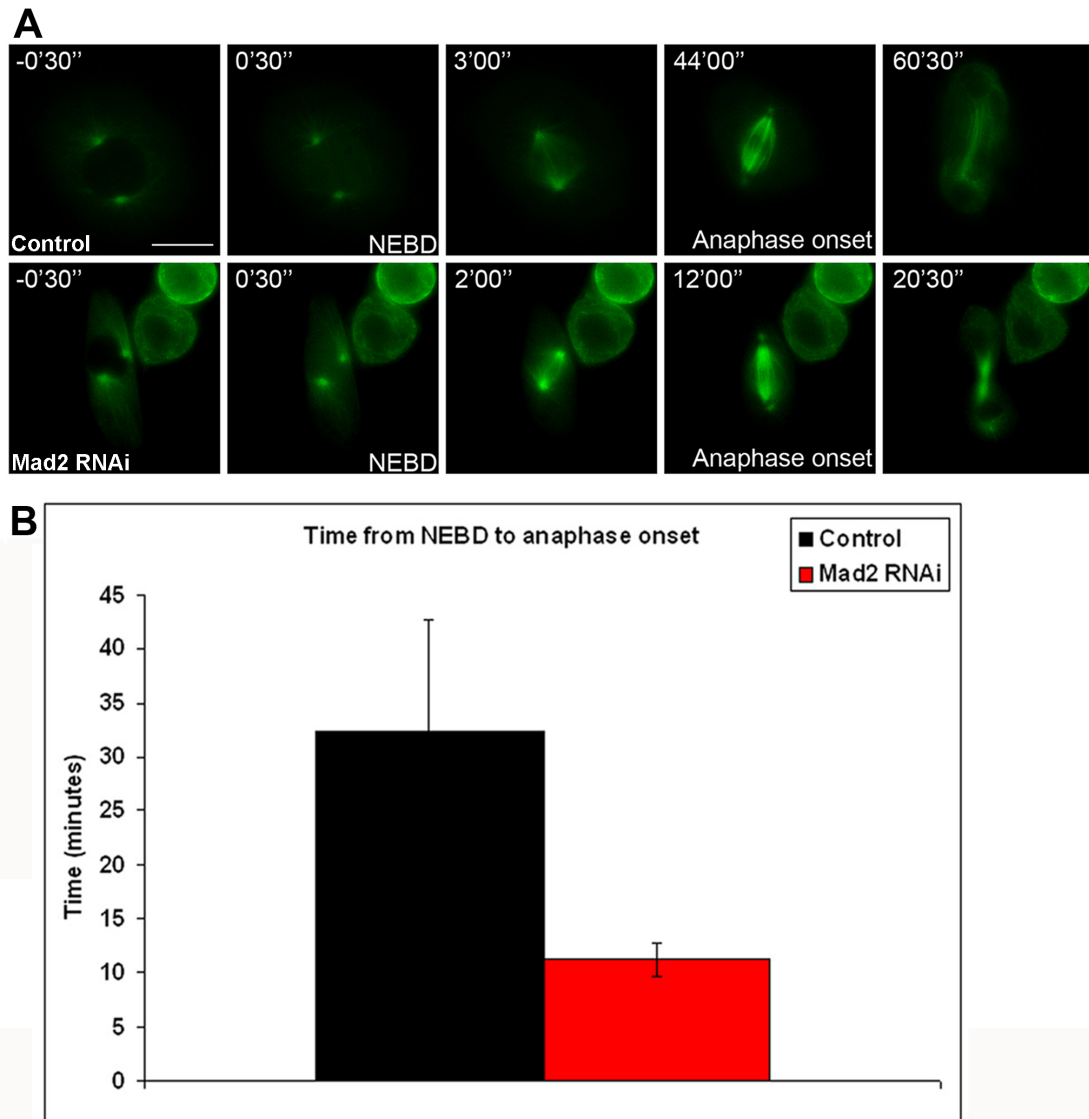 A
-0’30’’
0’30’’
3’00’’
44’00’’
60’30’’
Control
NEBD
Anaphase onset
-0’30’’
0’30’’
2’00’’
12’00’’
20’30’’
Mad2 RNAi
NEBD
Anaphase onset
B
Time from NEBD to anaphase onset
Control
Mad2 RNAi
Time (minutes)
45
40
35
30
25
20
15
10
5
0